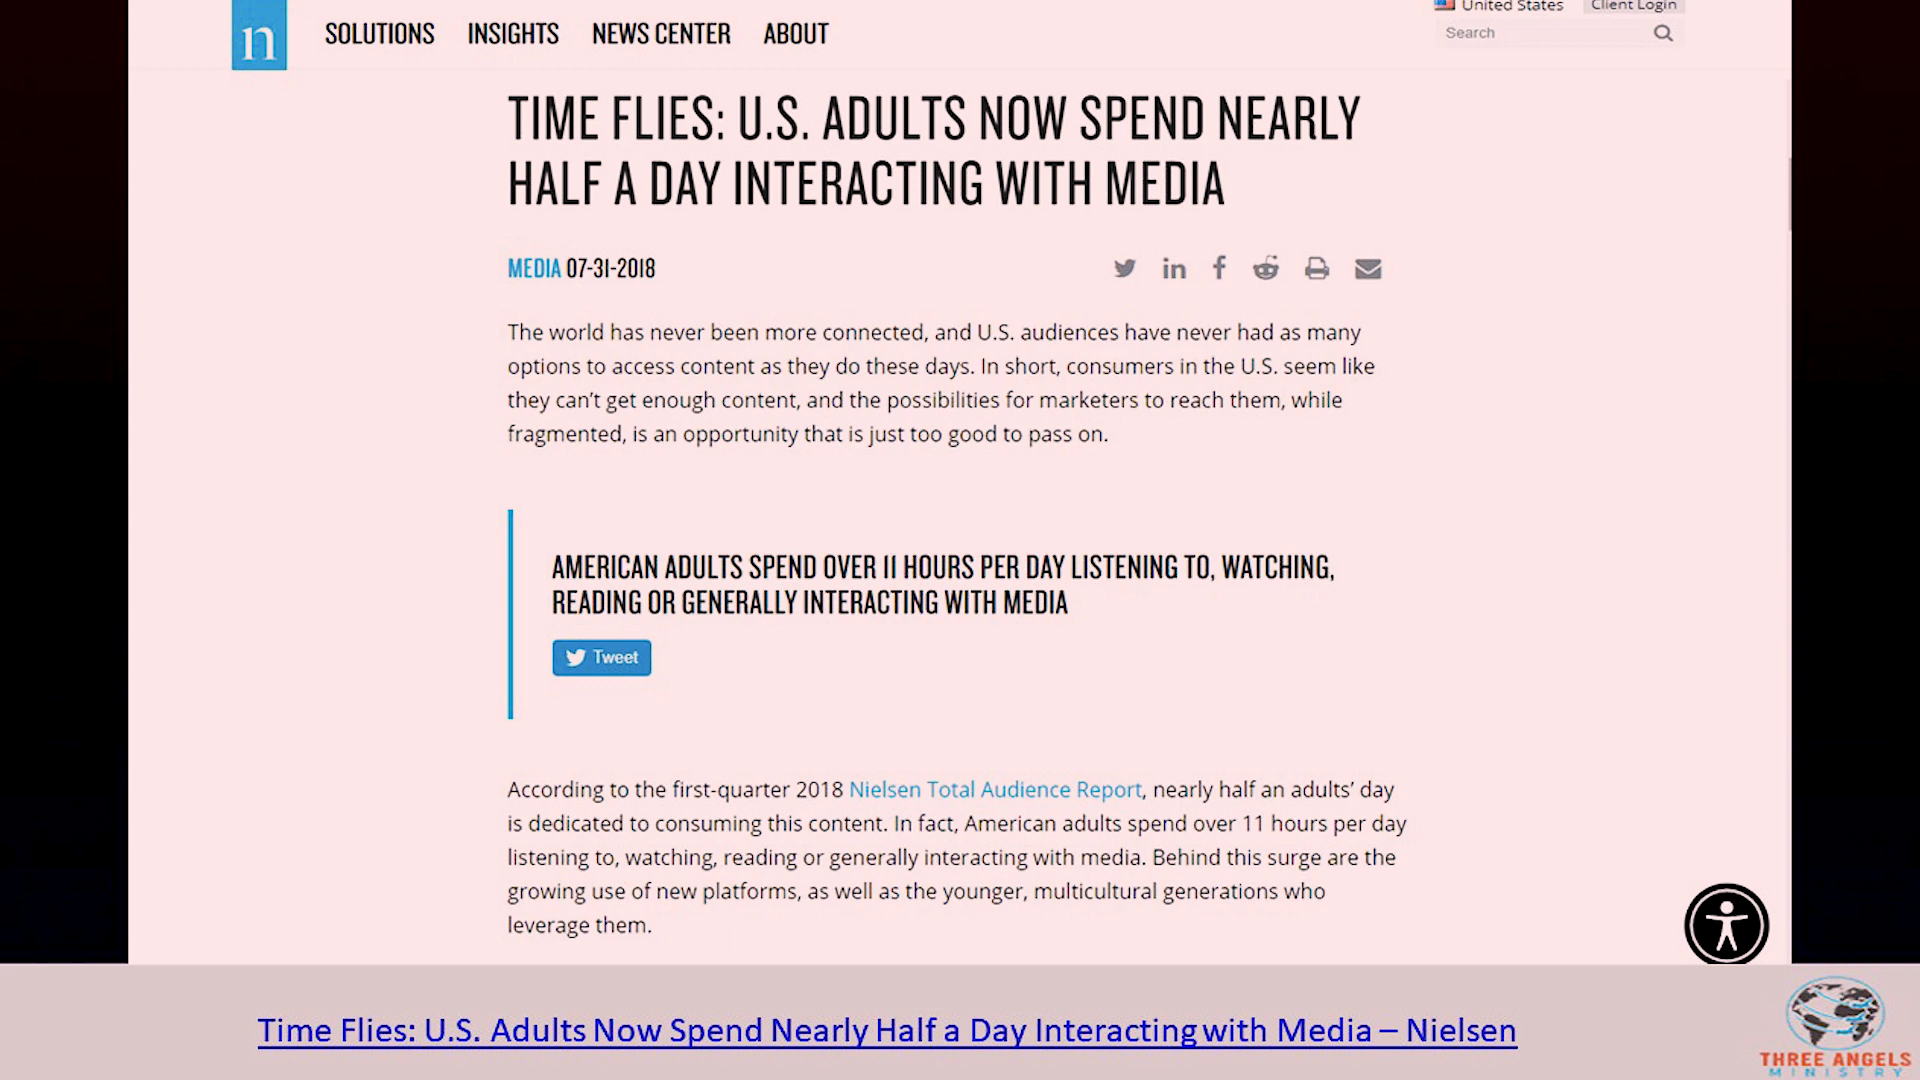 United States Client Login
n SOLUTIONS INSIGHTS NEWS CENTER ABOUT Search
TIME FLIES: U.S. ADULTS NOW SPEND NEARLY
HALF A DAY INTERACTING WITH MEDIA
MEDIA 07-31-2018
The world has never been more connected, and U.S. audiences have never had as many
options to access content as they do these days. In short, consumers in the U.S. seem like
they can't get enough content, and the possibilities for marketers to reach them, while
fragmented, is an opportunity that is just too good to pass on.
AMERICAN ADULTS SPEND OVER 11 HOURS PER DAY LISTENING TO, WATCHING,
READING OR GENERALLY INTERACTING WITH MEDIA
Tweet
According to the first-quarter 2018 Nielsen Total Audience Report, nearly half an adults' day
is dedicated to consuming this content. In fact, American adults spend over 11 hours per day
listening to, watching, reading or generally interacting with media. Behind this surge are the
growing use of new platforms, as well as the younger, multicultural generations who
leverage them.
Time Flies: U.S. Adults Now Spend Nearly Half a Day Interacting with Media – Nielsen
THREE ANGELS
MINISTRY